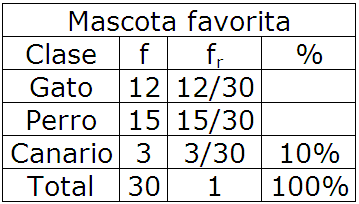 Mascota favorita
Clase f fr %
Gato 12 12/30
Perro 15 15/30
Canario 3 3/30 10%
Total 30 1 100%